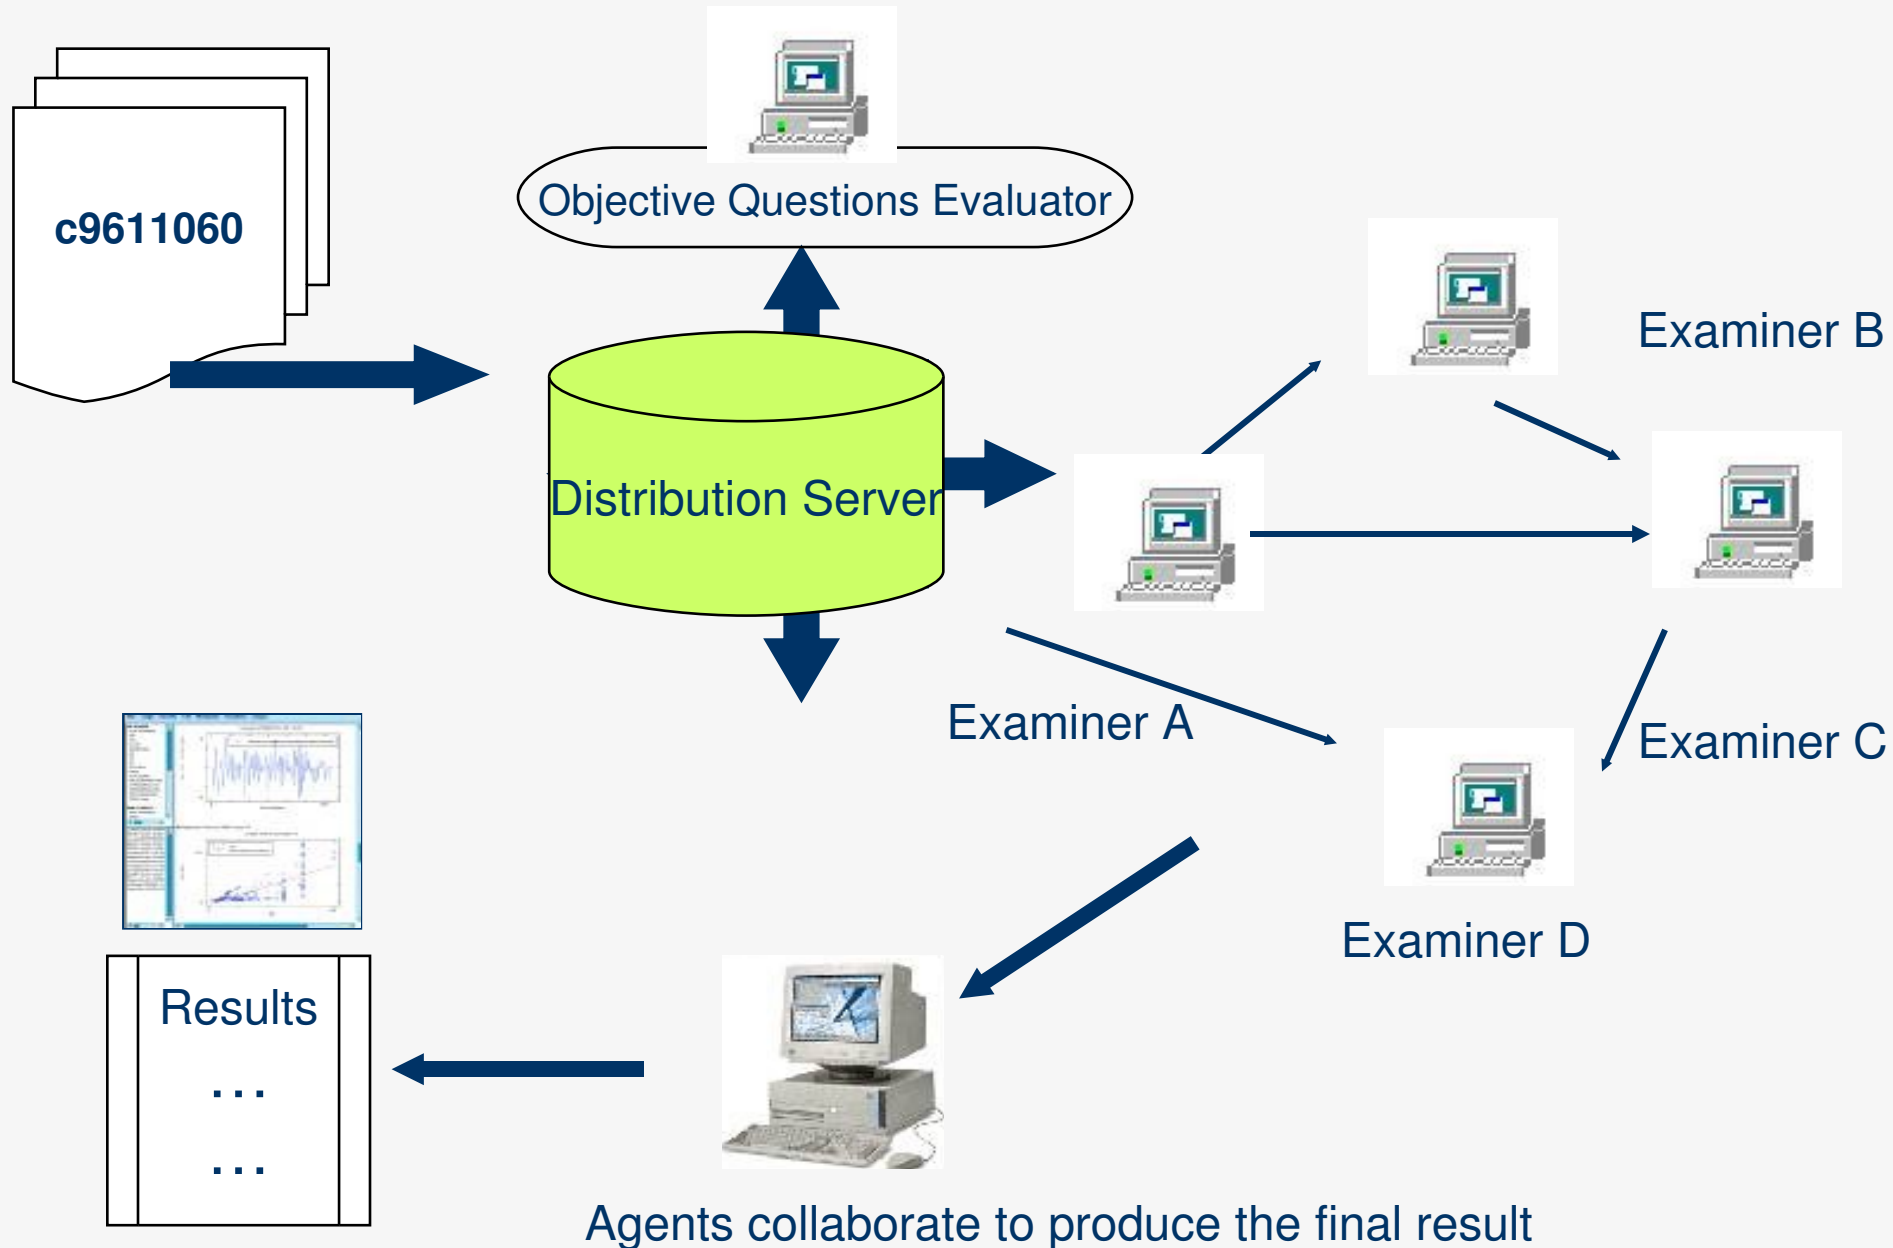 c9611060
Objective Questions Evaluator
Examiner B
Distribution Server
Examiner A
Examiner C
Examiner D
Results
...
...
Agents collaborate to produce the final result